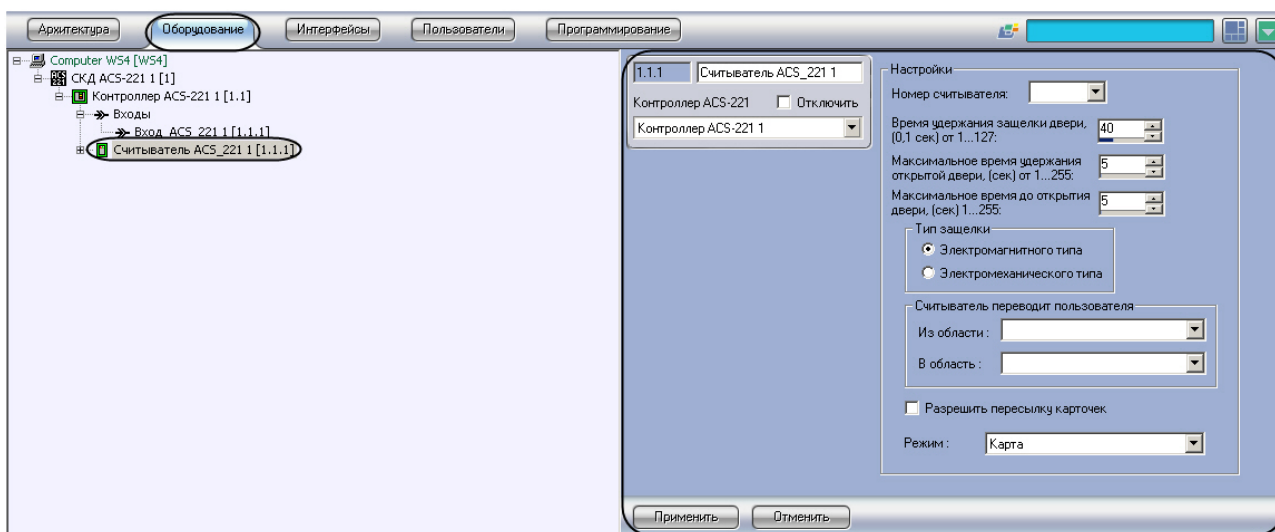 Архитектура
Оборудование
Интерфейсы
Пользователи
Программирование
Computer WS4 [WS4]
СКД ACS-221 1 [1]
Контроллер ACS-221 1 [1.1]
Входы
Вход ACS 221 1 [1.1.1]
Считыватель ACS_221 1 [1.1.1]
1.1.1
Считыватель ACS_221 1
Контроллер ACS-221
Отключить
Контроллер ACS-221 1
Настройки
Номер считывателя:
Время удержания защелки двери,
(0,1 сек) от 1...127:
40
Максимальное время удержания
открытой двери, (сек) от 1...255:
5
Максимальное время до открытия
двери, (сек) 1...255:
5
Тип защелки
Электромагнитного типа
Электромеханического типа
Считыватель переводит пользователя
Из области :
В область :
Разрешить пересылку карточек
Режим :
Карта
Применить
Отменить